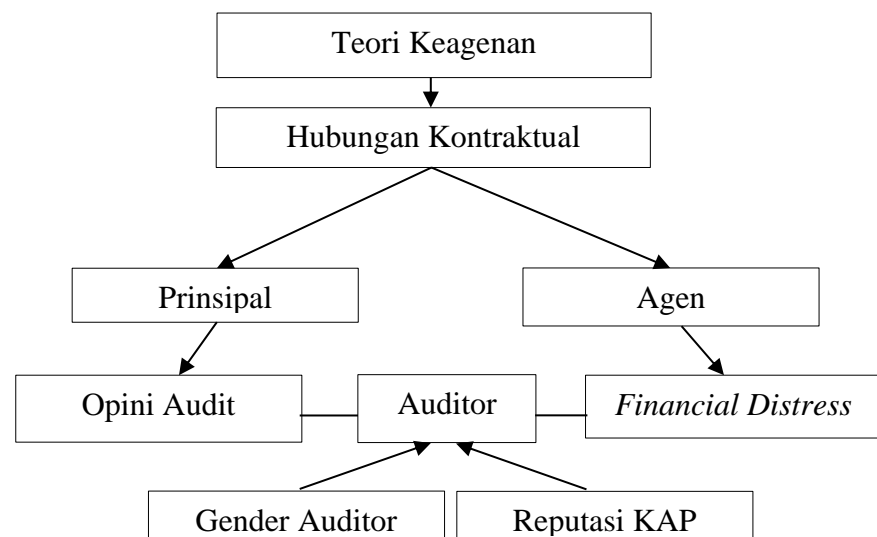 Teori Keagenan
Hubungan Kontraktual
Prinsipal
Agen
Opini Audit
Auditor
Financial Distress
Gender Auditor
Reputasi KAP